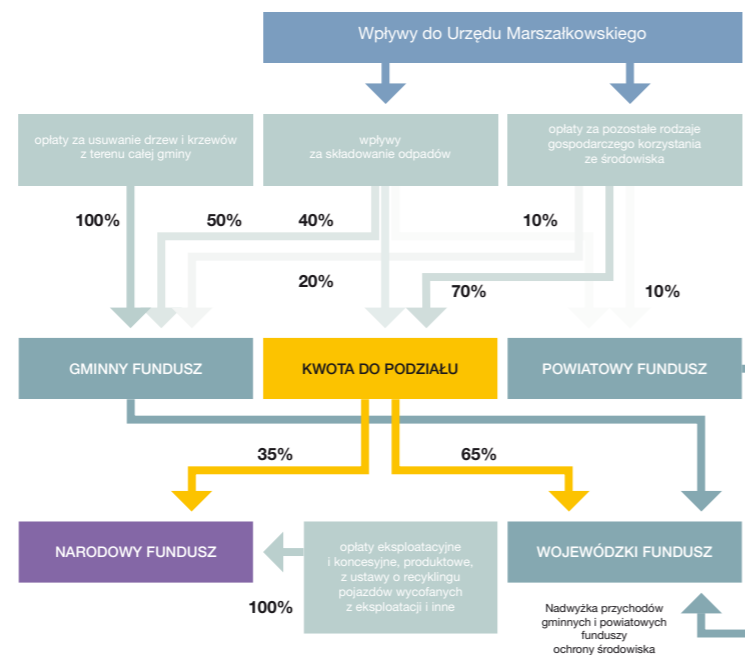 Wpływy do Urzędu Marszałkowskiego
opłaty za usuwanie drzew i krzewów
z terenu całej gminy
wpływy
za składowanie odpadów
opłaty za pozostałe rodzaje
gospodarczego korzystania
ze środowiska
100%
50%
40%
10%
20%
70%
10%
GMINNY FUNDUSZ
KWOTA DO PODZIAŁU
POWIATOWY FUNDUSZ
35%
65%
NARODOWY FUNDUSZ
opłaty eksploatacyjne
i koncesyjne, produktowe,
z ustawy o recyklingu
pojazdów wycofanych
z eksploatacji i inne
WOJEWÓDZKI FUNDUSZ
100%
Nadwyżka przychodów
gminnych i powiatowych
funduszy
ochrony środowiska